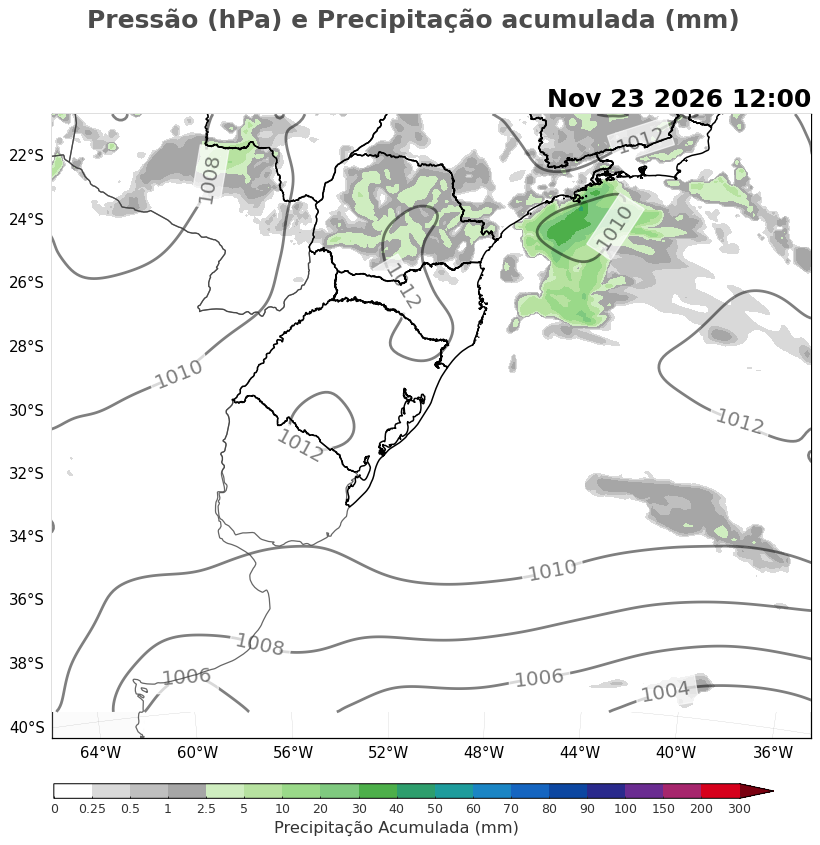 Pressão (hPa) e Precipitação acumulada (mm)
Nov 23 2026 12:00
22°S
24°S
26°S
28°S
30°S
32°S
34°S
36°S
38°S
40°S
1012
1008
1010
1012
1010
1012
1012
1010
1008
1006
1006
1004
64°W 60°W 56°W 52°W 48°W 44°W 40°W 36°W
0 0.25 0.5 1 2.5 5 10 20 30 40 50 60 70 80 90 100 150 200 300
Precipitação Acumulada (mm)